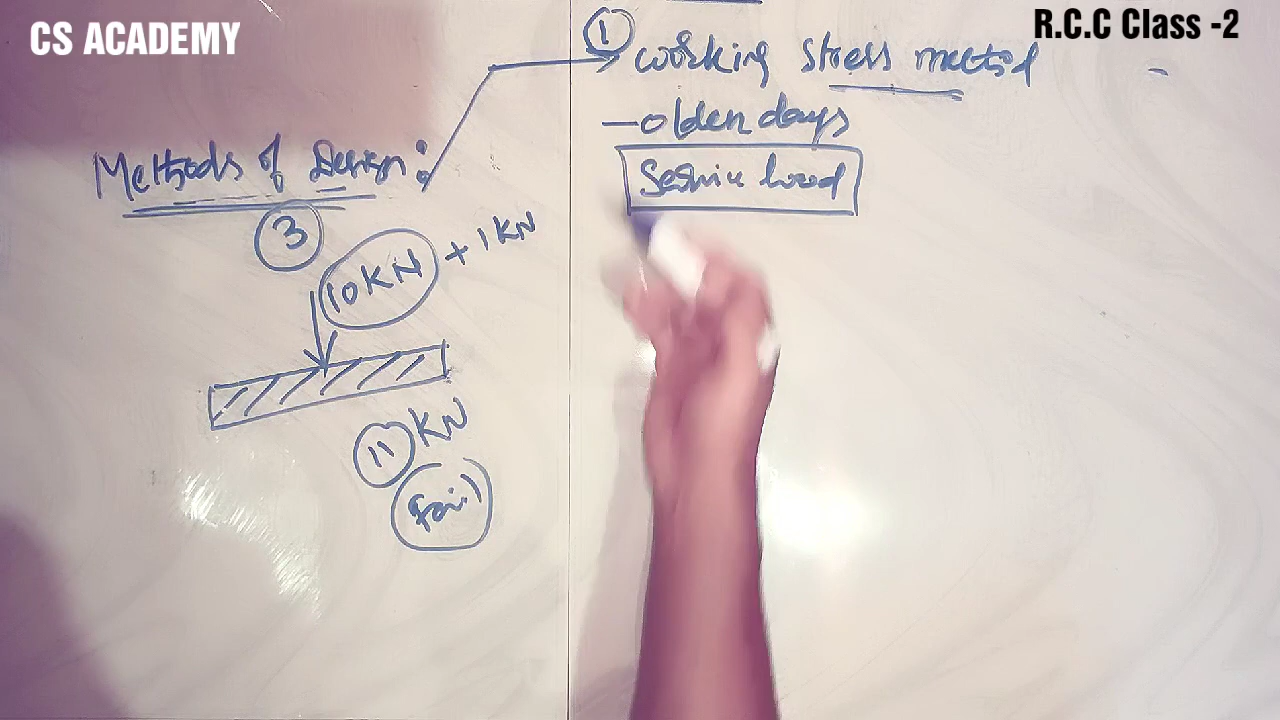 CS ACADEMY
R.C.C Class -2
① working stress method
— olden days
Service load
Methods of Design:
③
10KN + 1KN
11 KN
fail